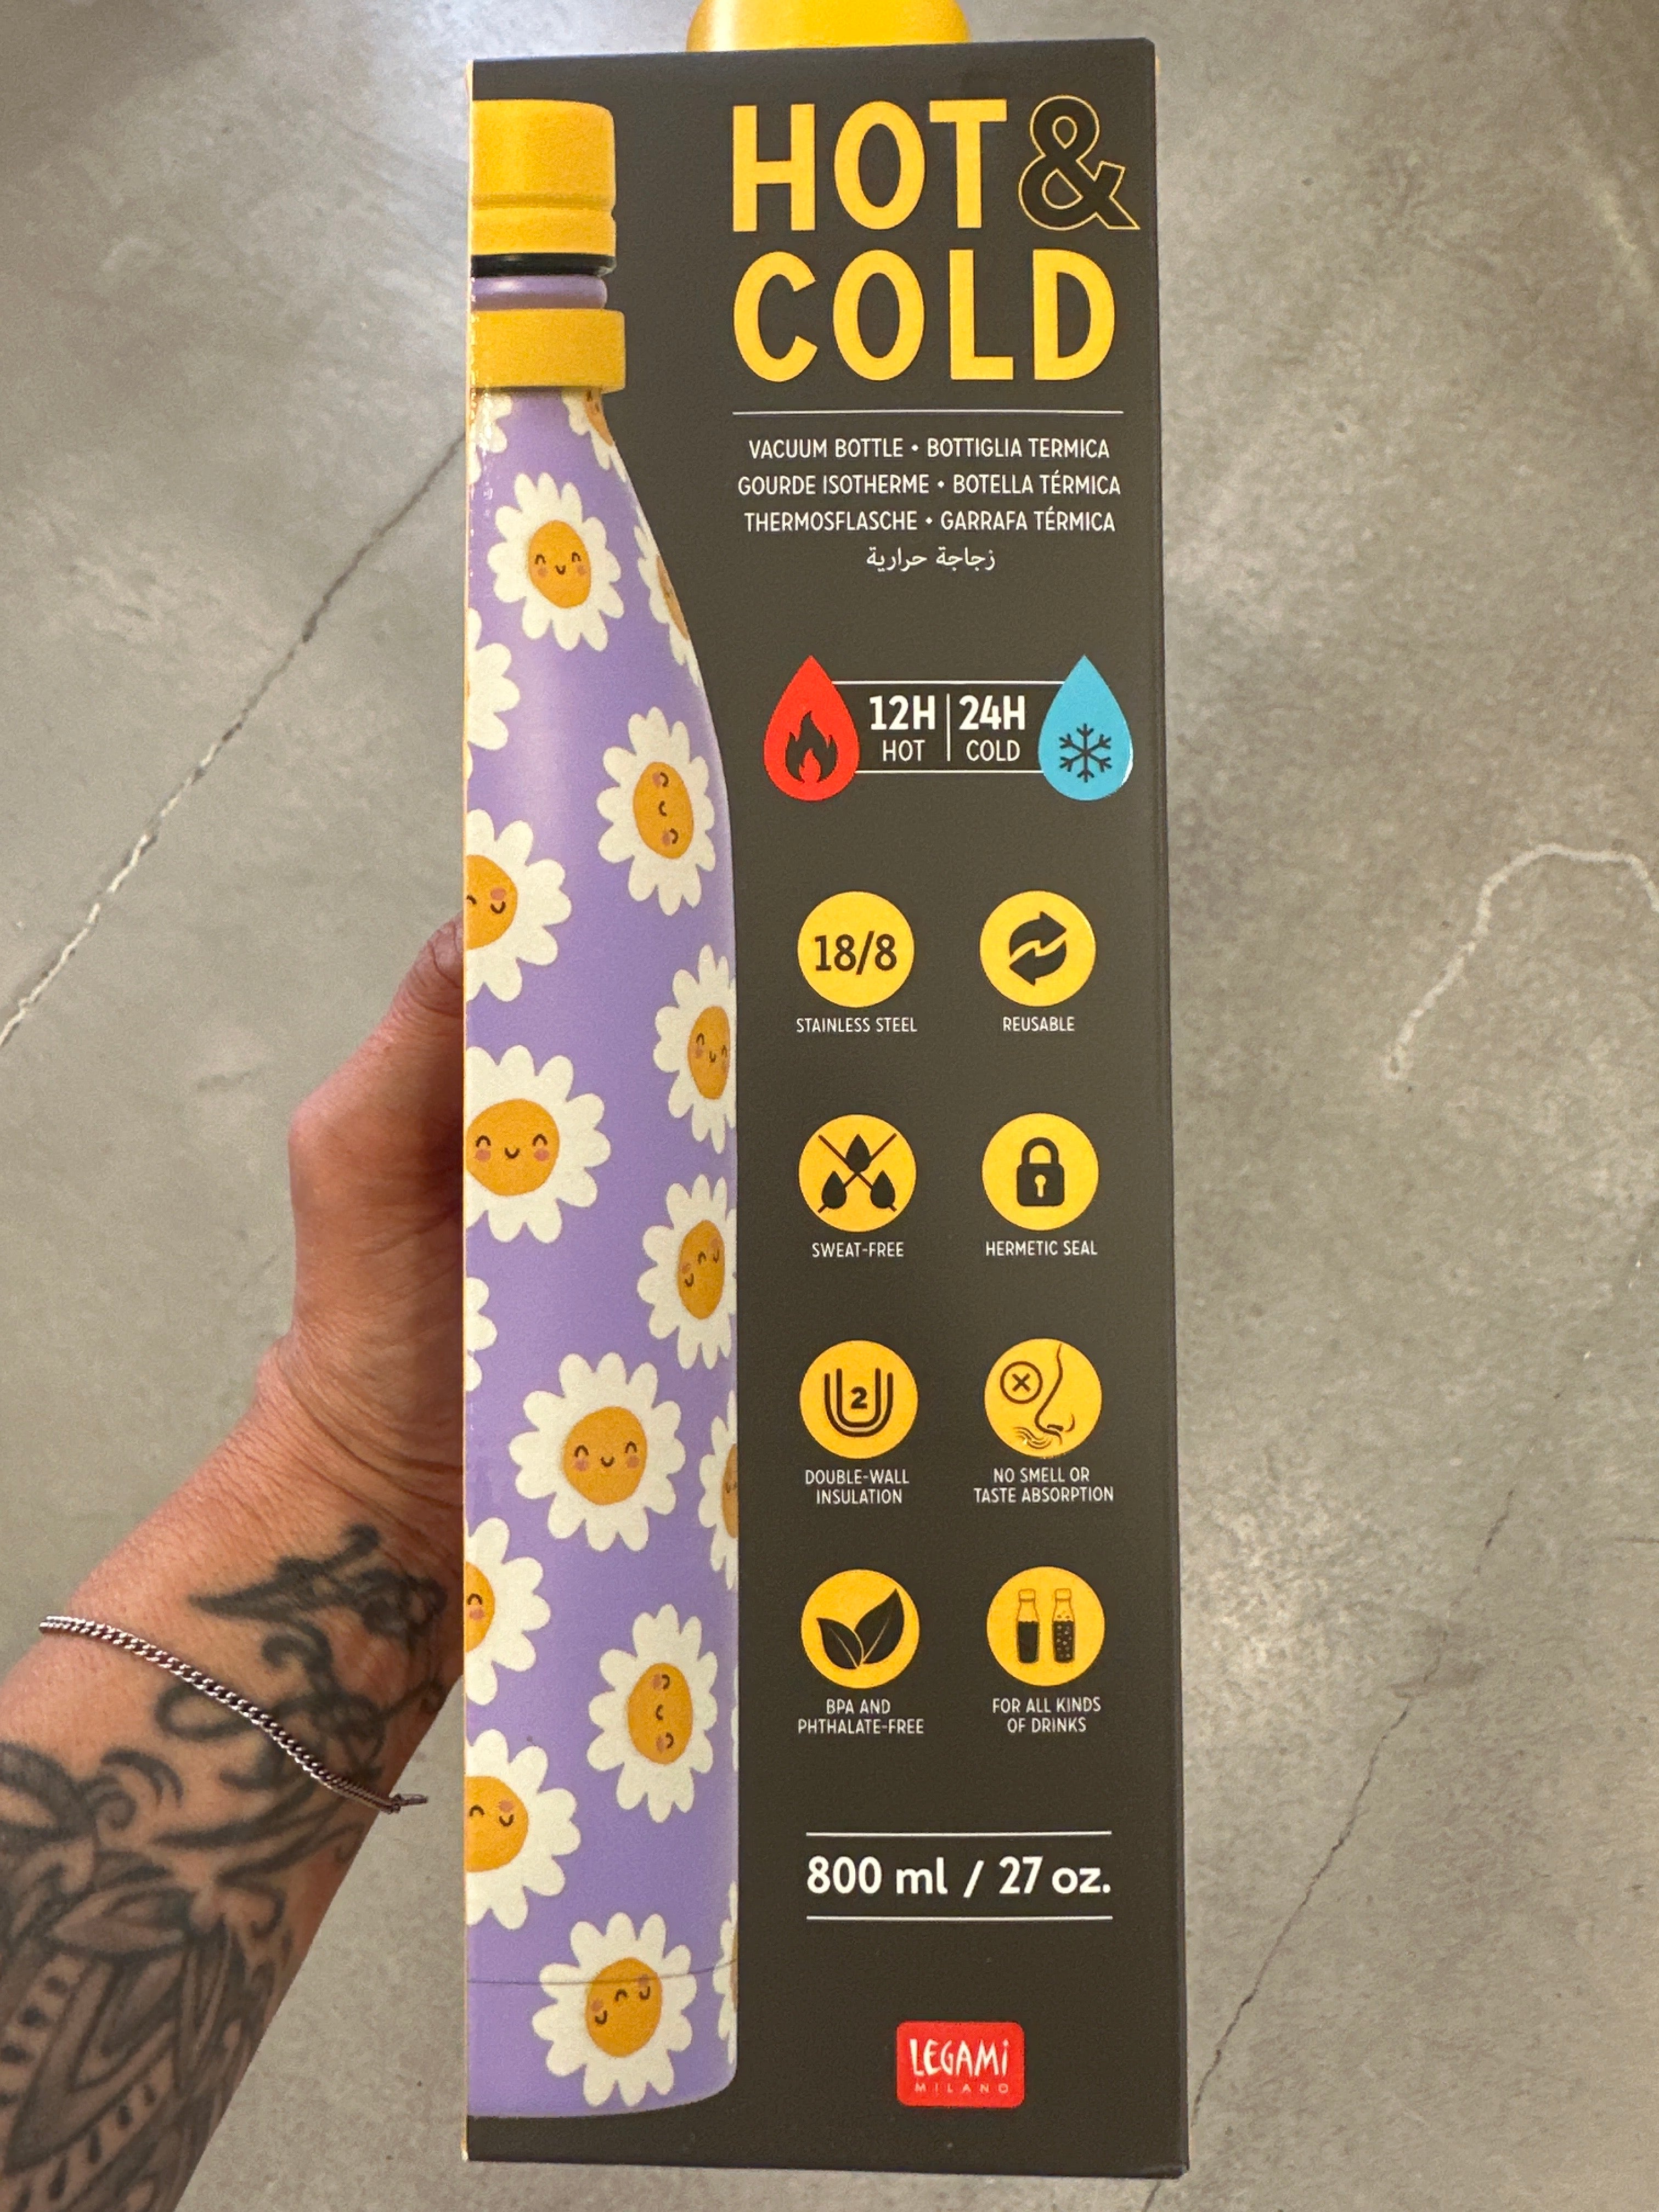 HOT &
COLD
VACUUM BOTTLE • BOTTIGLIA TERMICA
GOURDE ISOTHERME • BOTELLA TÉRMICA
THERMOSFLASCHE • GARRAFA TÉRMICA
زجاجة حرارية
12H | 24H
HOT | COLD
18/8
STAINLESS STEEL
REUSABLE
SWEAT-FREE
HERMETIC SEAL
2
DOUBLE-WALL
INSULATION
NO SMELL OR
TASTE ABSORPTION
BPA AND
PHTHALATE-FREE
FOR ALL KINDS
OF DRINKS
800 ml / 27 oz.
LEGAMI
MILANO